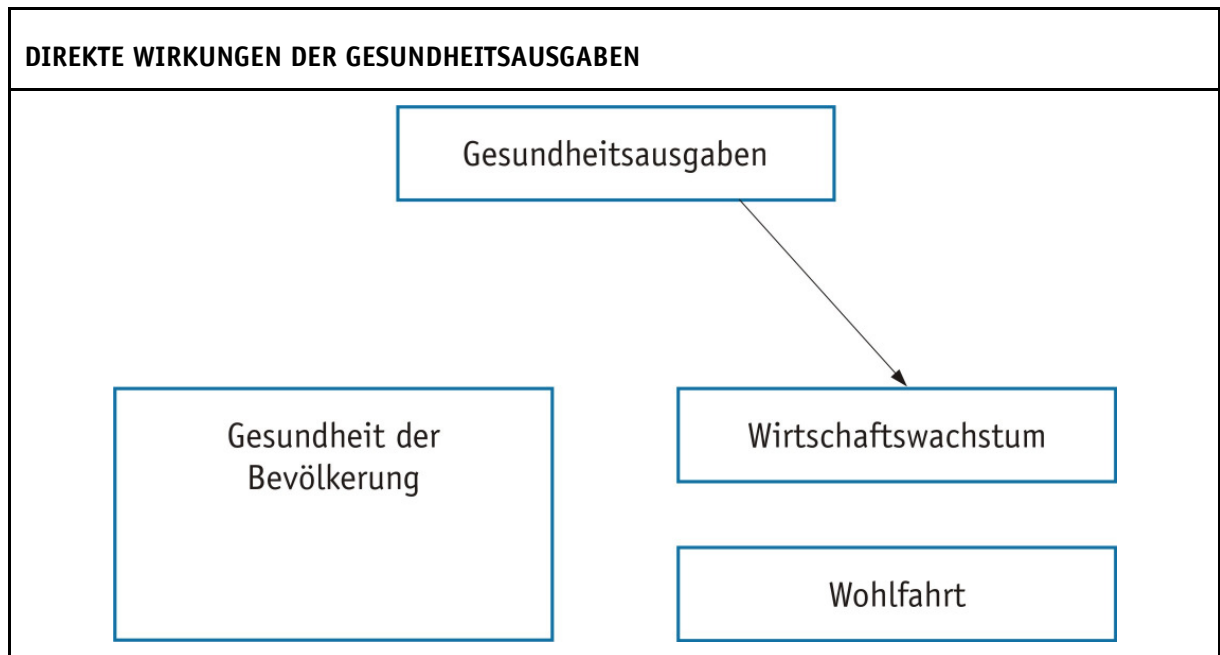 DIREKTE WIRKUNGEN DER GESUNDHEITSAUSGABEN
Gesundheitsausgaben
Gesundheit der
Bevölkerung
Wirtschaftswachstum
Wohlfahrt